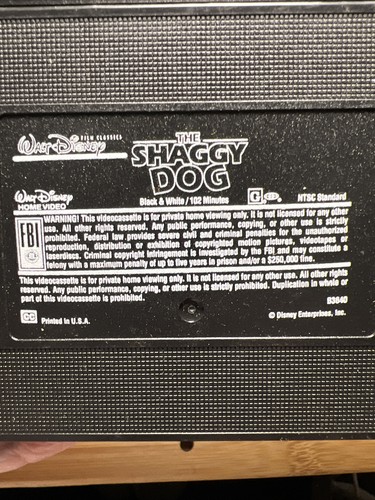 FILM CLASSICS
WALT DISNEY
THE
SHAGGY
DOG
WALT DISNEY
HOME VIDEO
Black & White / 102 Minutes
G
NTSC Standard
FBI
WARNING! This videocassette is for private home viewing only. It is not licensed for any other
use. All other rights reserved. Any public performance, copying, or other use is strictly
prohibited. Federal law provides severe civil and criminal penalties for the unauthorized
reproduction, distribution or exhibition of copyrighted motion pictures, videotapes or
laserdiscs. Criminal copyright infringement is investigated by the FBI and may constitute a
felony with a maximum penalty of up to five years in prison and/or a $250,000 fine.
This videocassette is for private home viewing only. It is not licensed for any other use. All other rights
reserved. Any public performance, copying, or other use is strictly prohibited. Duplication in whole or
part of this videocassette is prohibited.
B3640
CC Printed in U.S.A.
© Disney Enterprises, Inc.